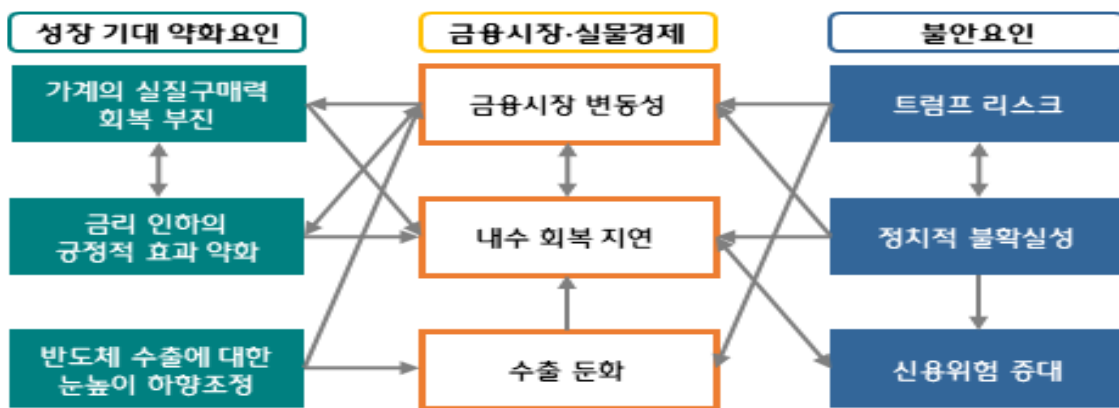 성장 기대 약화요인
금융시장·실물경제
불안요인
가계의 실질구매력
회복 부진
금융시장 변동성
트럼프 리스크
금리 인하의
긍정적 효과 약화
내수 회복 지연
정치적 불확실성
반도체 수출에 대한
눈높이 하향조정
수출 둔화
신용위험 증대